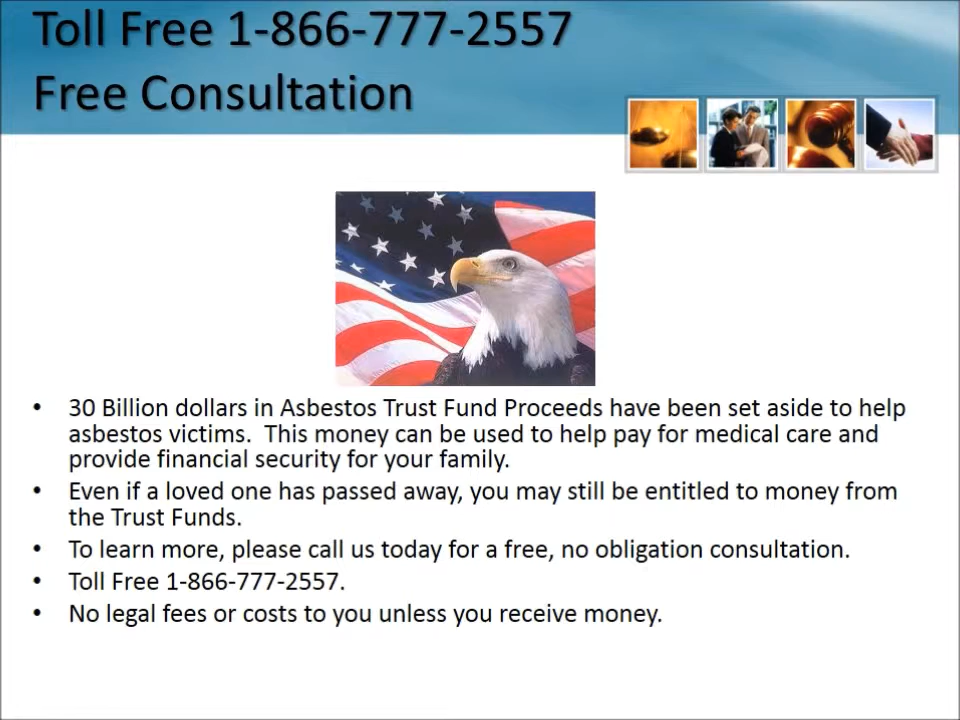 Toll Free 1-866-777-2557
Free Consultation
• 30 Billion dollars in Asbestos Trust Fund Proceeds have been set aside to help
asbestos victims.  This money can be used to help pay for medical care and
provide financial security for your family.
• Even if a loved one has passed away, you may still be entitled to money from
the Trust Funds.
• To learn more, please call us today for a free, no obligation consultation.
• Toll Free 1-866-777-2557.
• No legal fees or costs to you unless you receive money.